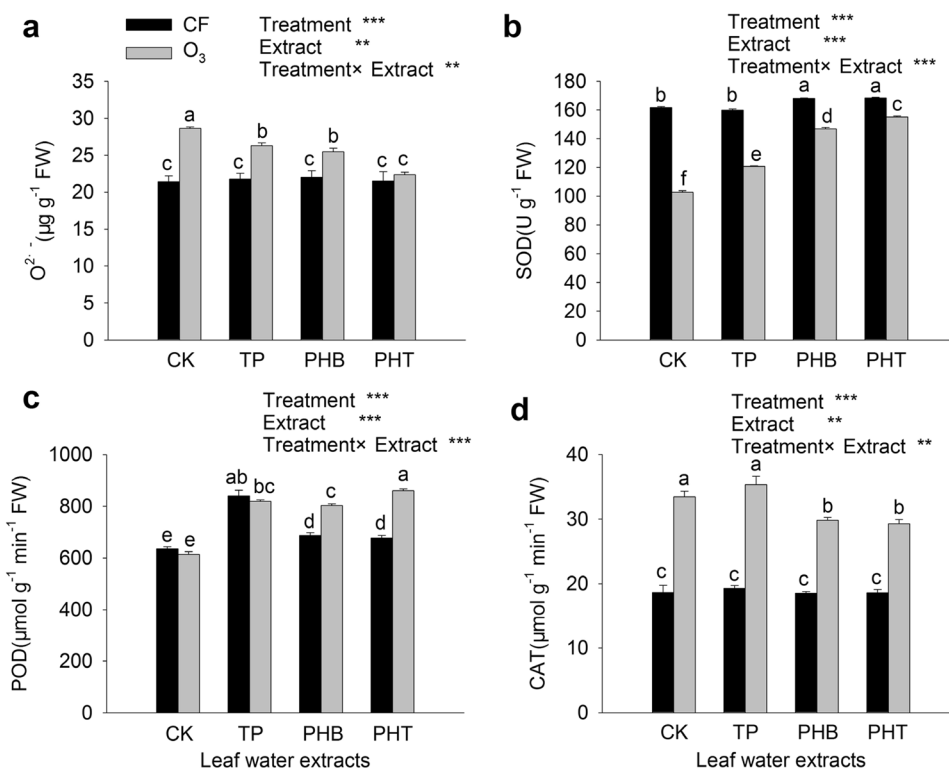 a
CF
O₃
Treatment ***
Extract **
Treatment× Extract **
O²· ⁻ (µg g⁻¹ FW)
35
30
25
20
15
10
5
0
c a c b c b c c
CK TP PHB PHT
b
Treatment ***
Extract ***
Treatment× Extract ***
SOD(U g⁻¹ FW)
180
160
140
120
100
80
60
40
20
0
b f b e a d a c
CK TP PHB PHT
c
Treatment ***
Extract ***
Treatment× Extract ***
POD(µmol g⁻¹ min⁻¹ FW)
1000
800
600
400
200
0
e e ab bc d c d a
CK TP PHB PHT
Leaf water extracts
d
Treatment ***
Extract **
Treatment× Extract **
CAT(µmol g⁻¹ min⁻¹ FW)
40
30
20
10
0
c a c a c b c b
CK TP PHB PHT
Leaf water extracts